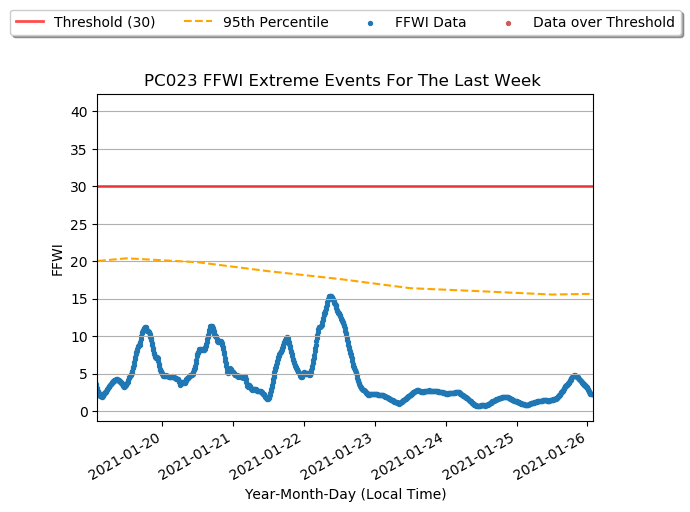 Threshold (30) 95th Percentile FFWI Data Data over Threshold
PC023 FFWI Extreme Events For The Last Week
40
35
30
25
20
15
10
5
0
FFWI
2021-01-20 2021-01-21 2021-01-22 2021-01-23 2021-01-24 2021-01-25 2021-01-26
Year-Month-Day (Local Time)